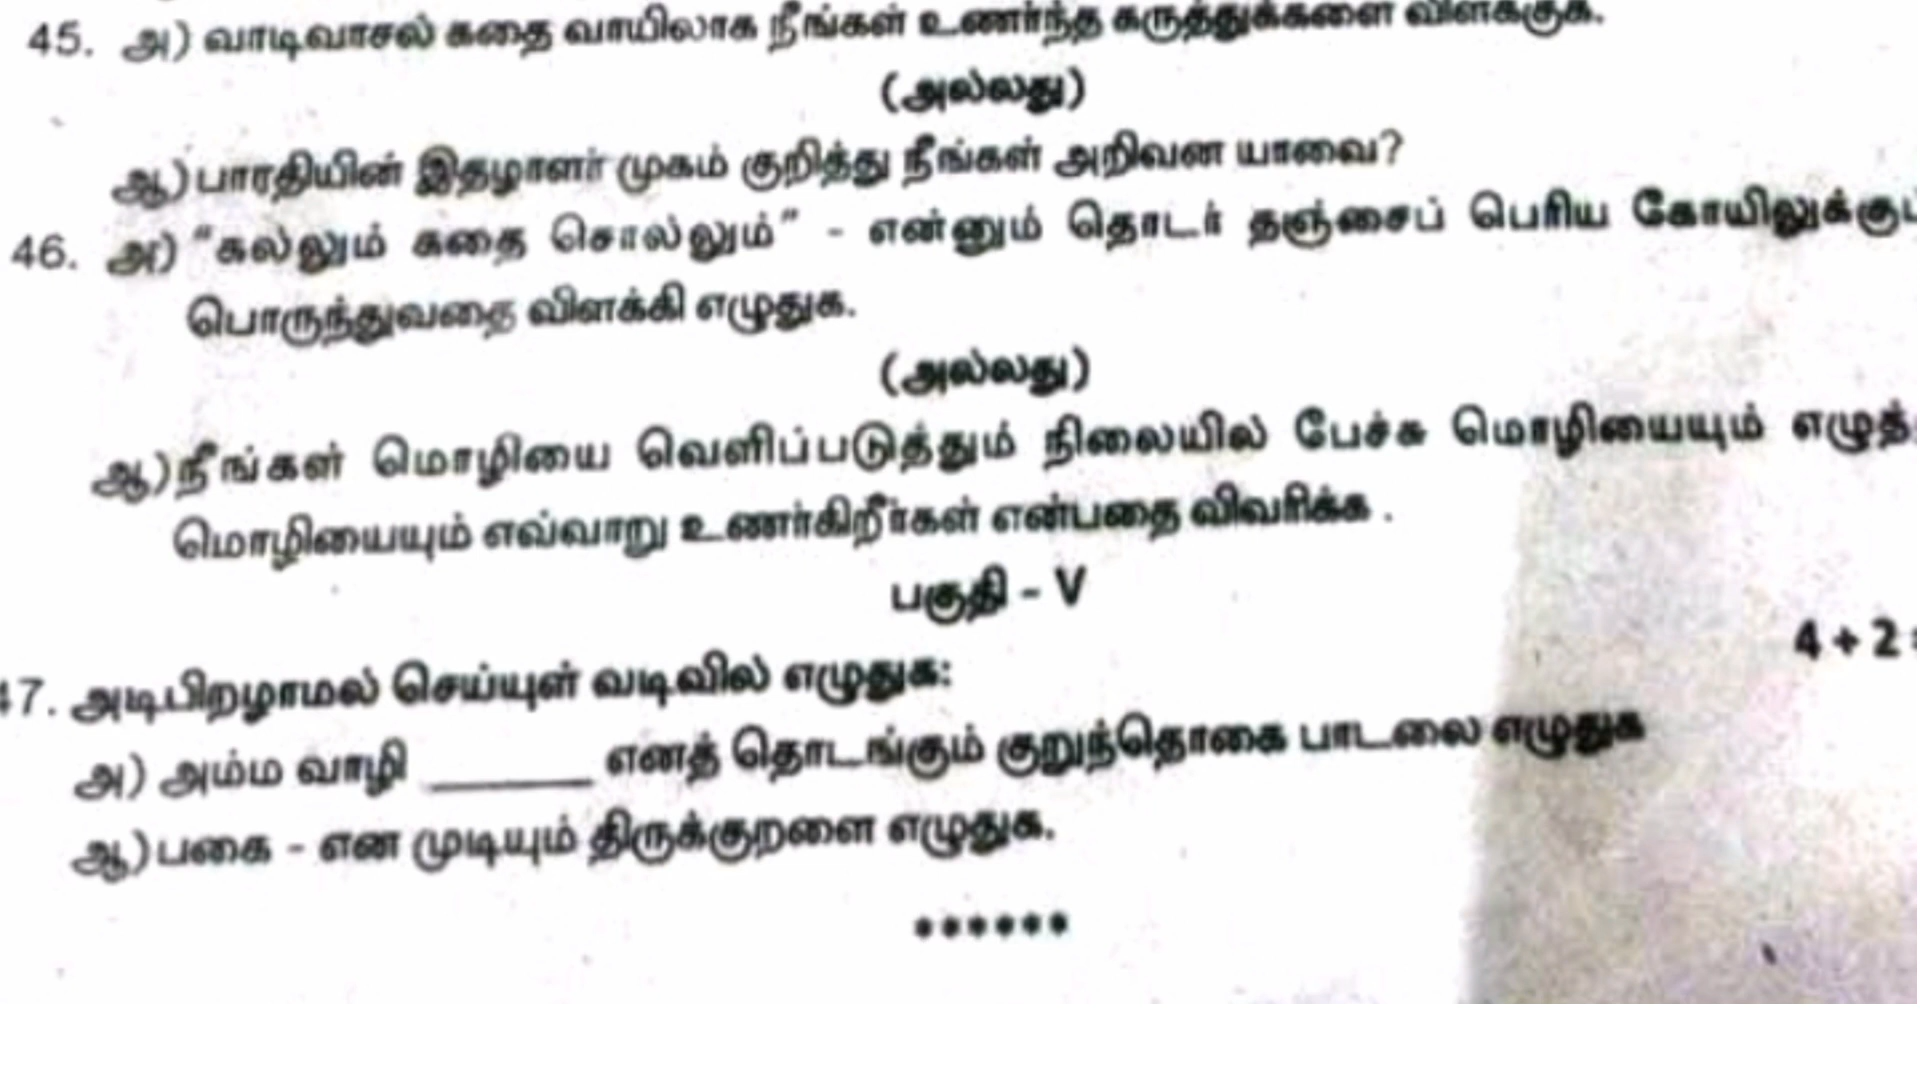 45. அ) வாடிவாசல் கதை வாயிலாக நீங்கள் உணர்ந்த கருத்துக்களை விளக்குக.
(அல்லது)
ஆ)பாரதியின் இதழாளர் முகம் குறித்து நீங்கள் அறிவன யாவை?
46. அ) "கல்லும் கதை சொல்லும்" - என்னும் தொடர் தஞ்சைப் பெரிய கோயிலுக்குப்
பொருந்துவதை விளக்கி எழுதுக.
(அல்லது)
ஆ)நீங்கள் மொழியை வெளிப்படுத்தும் நிலையில் பேச்சு மொழியையும் எழுத்
மொழியையும் எவ்வாறு உணர்கிறீர்கள் என்பதை விவரிக்க .
பகுதி - V
4 + 2 =
47. அடிபிறழாமல் செய்யுள் வடிவில் எழுதுக:
அ) அம்ம வாழி ______ எனத் தொடங்கும் குறுந்தொகை பாடலை எழுதுக
ஆ)பகை - என முடியும் திருக்குறளை எழுதுக.
******